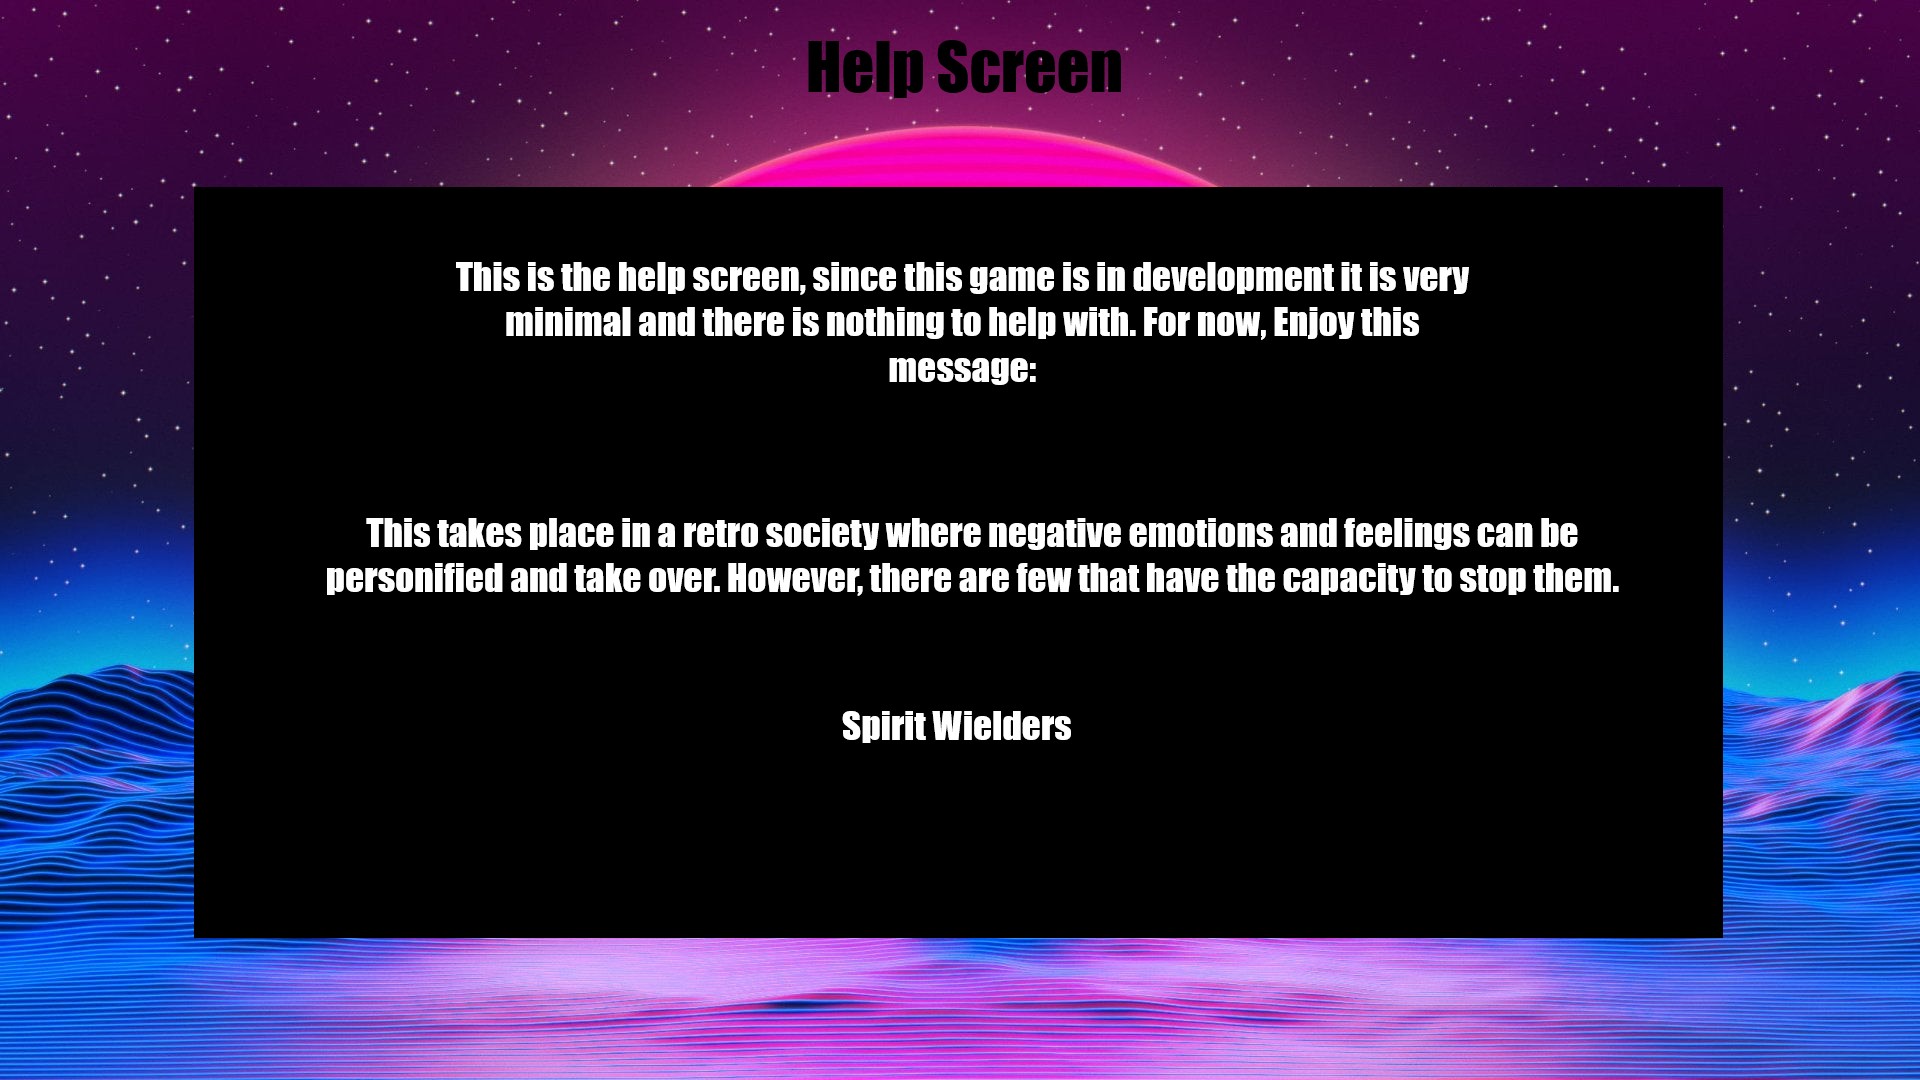 Help Screen
This is the help screen, since this game is in development it is very
minimal and there is nothing to help with. For now, Enjoy this
message:
This takes place in a retro society where negative emotions and feelings can be
personified and take over. However, there are few that have the capacity to stop them.
Spirit Wielders